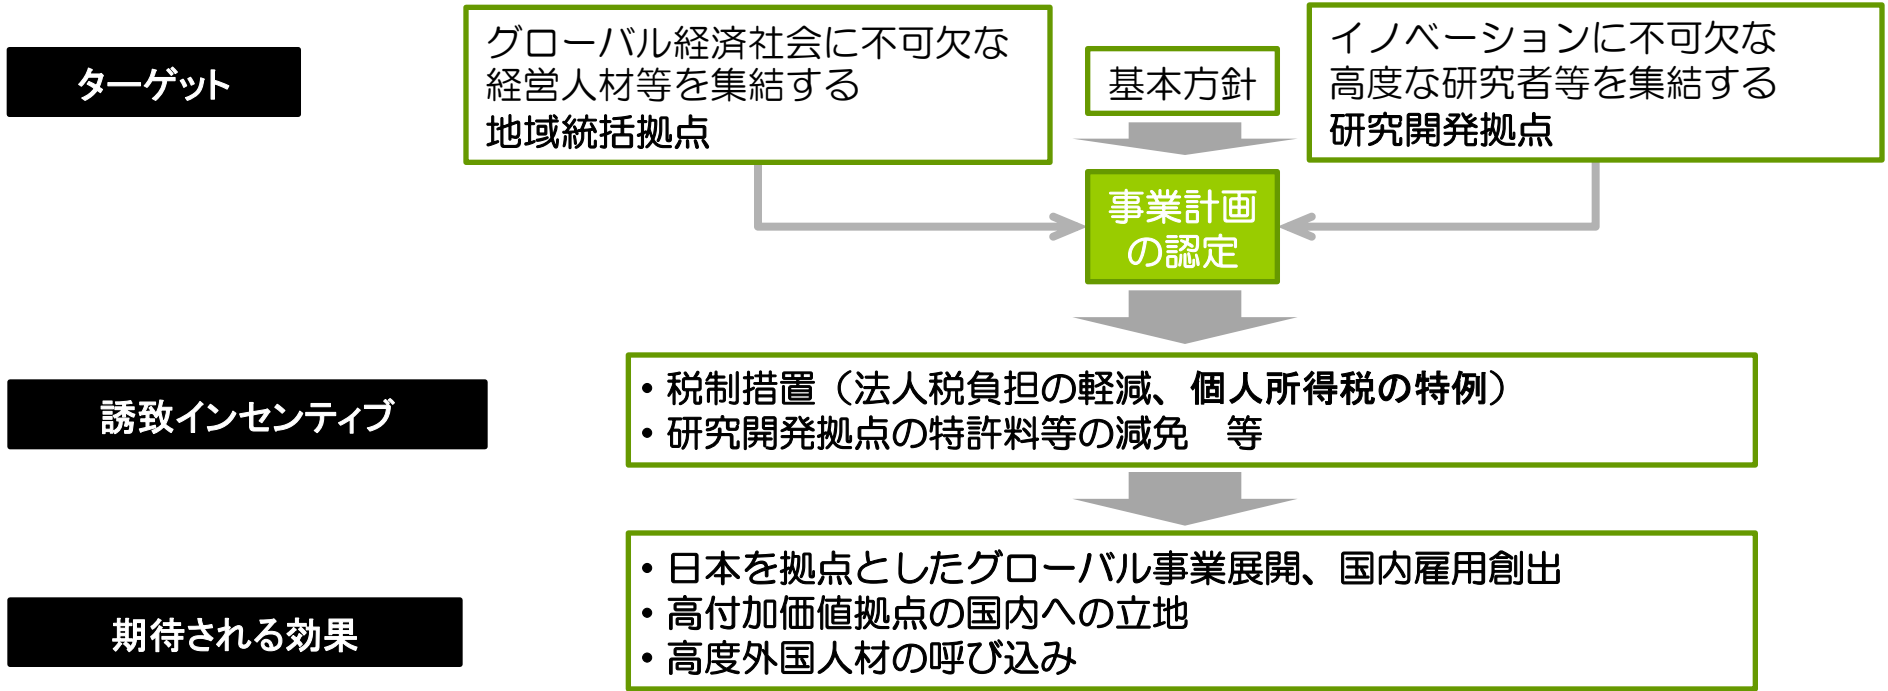 ターゲット
グローバル経済社会に不可欠な
経営人材等を集結する
地域統括拠点
基本方針
イノベーションに不可欠な
高度な研究者等を集結する
研究開発拠点
事業計画
の認定
誘致インセンティブ
・税制措置（法人税負担の軽減、個人所得税の特例）
・研究開発拠点の特許料等の減免　等
期待される効果
・日本を拠点としたグローバル事業展開、国内雇用創出
・高付加価値拠点の国内への立地
・高度外国人材の呼び込み